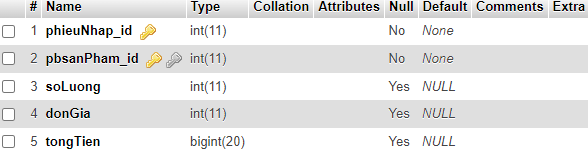 # Name Type Collation Attributes Null Default Comments Extra
1 phieuNhap_id int(11) No None
2 pbsanPham_id int(11) No None
3 soLuong int(11) Yes NULL
4 donGia int(11) Yes NULL
5 tongTien bigint(20) Yes NULL